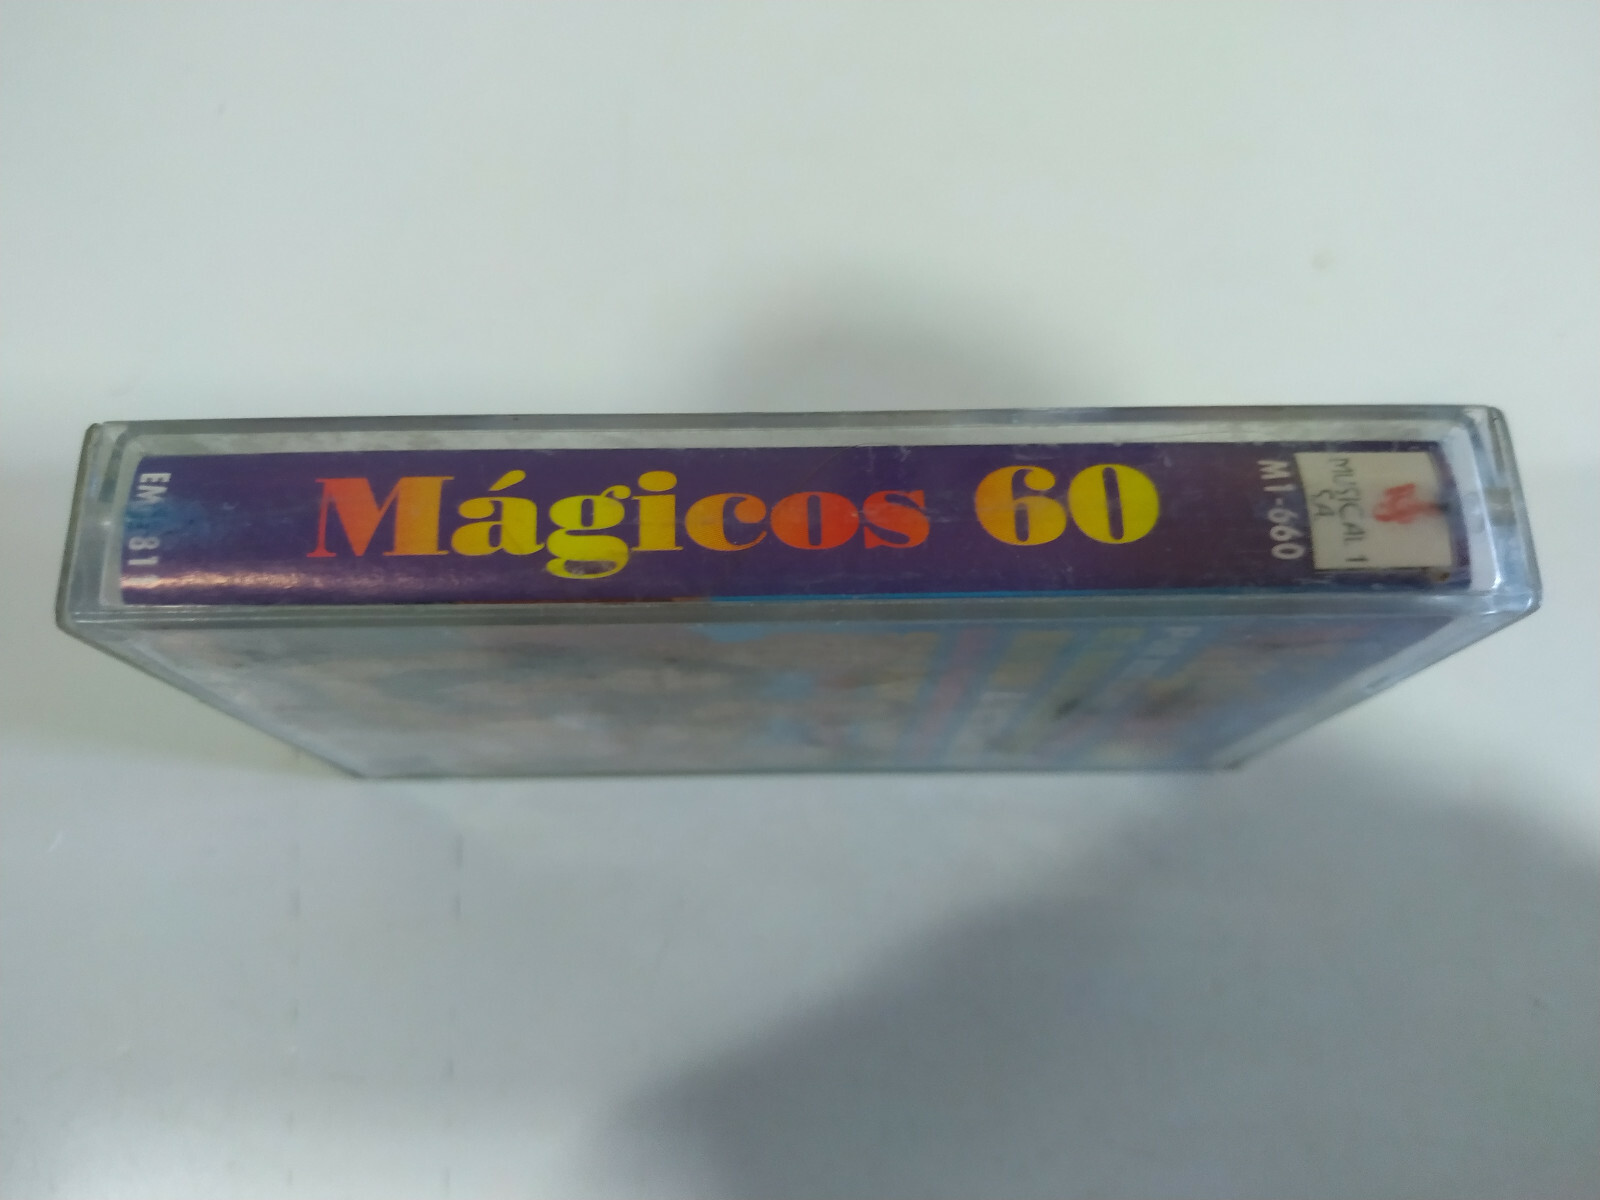 Mágicos 60
M1-660
MUSICAL 1
SA